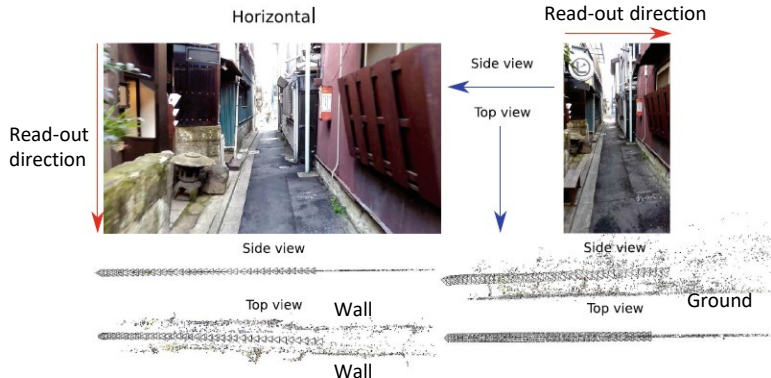 Horizontal
Read-out direction
Side view
Top view
Read-out
direction
Side view
Top view
Wall
Wall
Side view
Ground
Top view